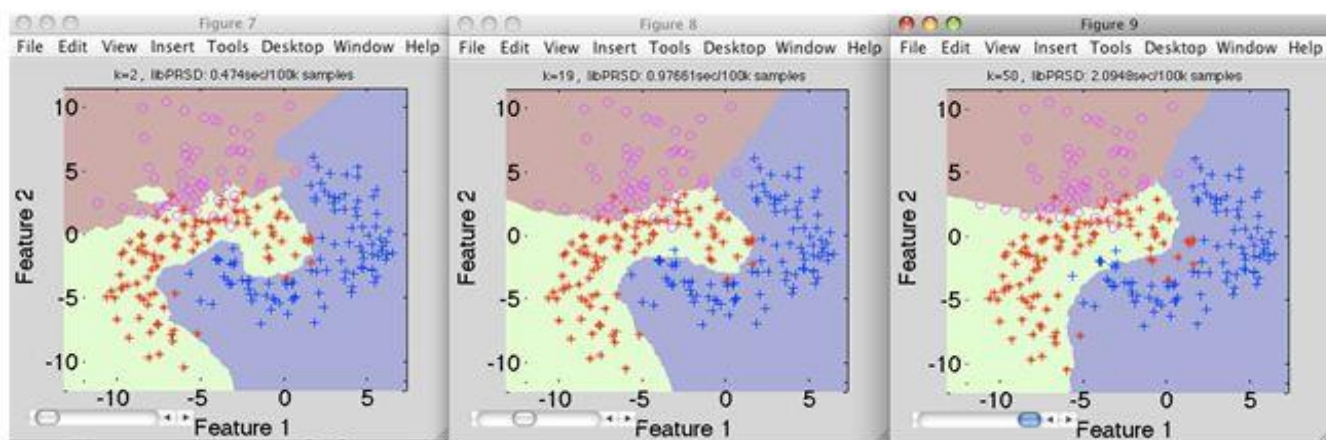 Figure 7
File Edit View Insert Tools Desktop Window Help
k=2 , libPRSD: 0.474sec/100k samples
10
5
0
-5
-10
Feature 2
-10 -5 0 5
Feature 1
Figure 8
File Edit View Insert Tools Desktop Window Help
k=19 , libPRSD: 0.97661sec/100k samples
10
5
0
-5
-10
Feature 2
-10 -5 0 5
Feature 1
Figure 9
File Edit View Insert Tools Desktop Window Help
k=50 , libPRSD: 2.0948sec/100k samples
10
5
0
-5
-10
Feature 2
-10 -5 0 5
Feature 1